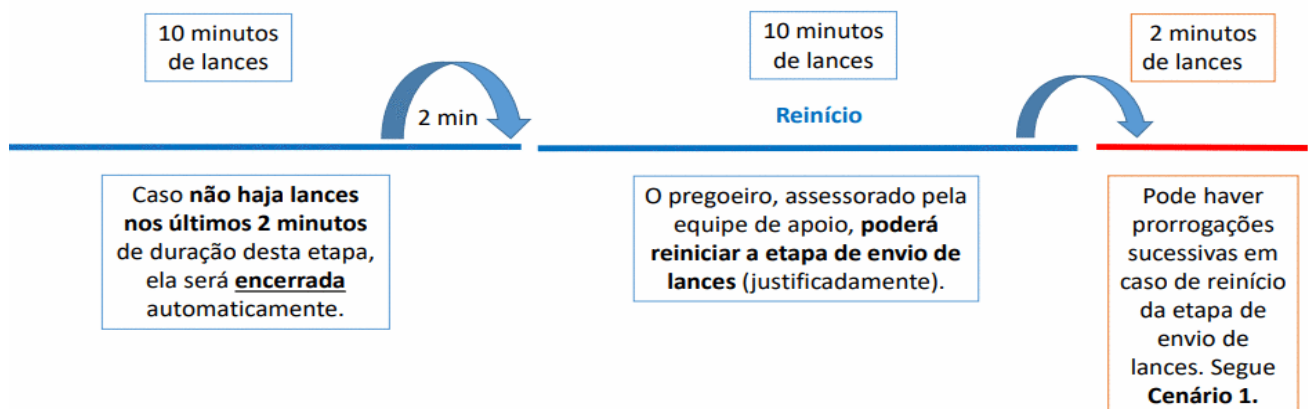 10 minutos
de lances
2 min
10 minutos
de lances
Reinício
2 minutos
de lances
Caso não haja lances
nos últimos 2 minutos
de duração desta etapa,
ela será encerrada
automaticamente.
O pregoeiro, assessorado pela
equipe de apoio, poderá
reiniciar a etapa de envio de
lances (justificadamente).
Pode haver
prorrogações
sucessivas em
caso de reinício
da etapa de
envio de
lances. Segue
Cenário 1.